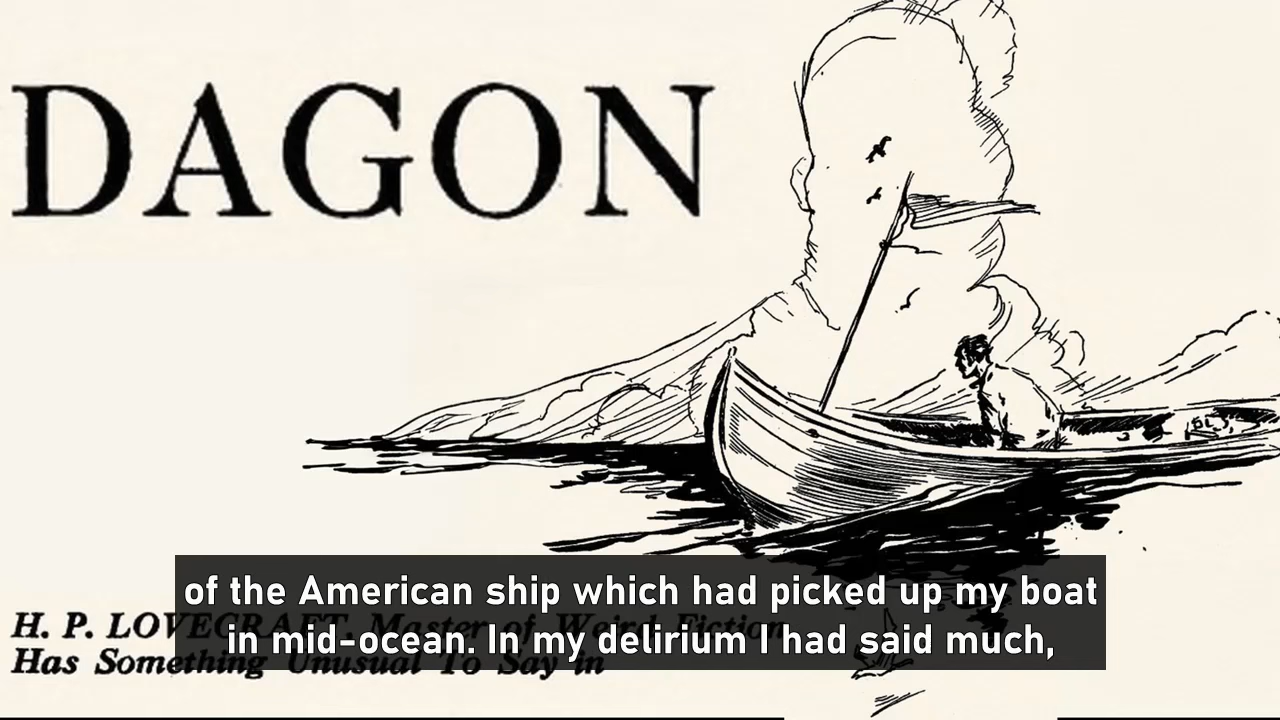 DAGON
of the American ship which had picked up my boat
in mid-ocean. In my delirium I had said much,
H. P. LOVECRAFT, Master of Weird Fiction
Has Something Unusual To Say in